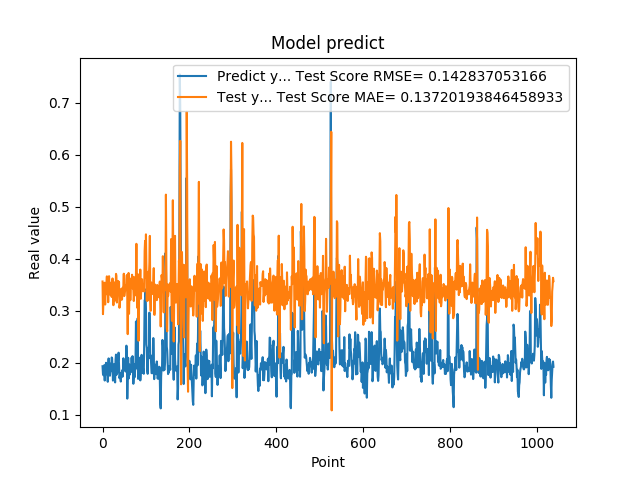 Model predict
Predict y... Test Score RMSE= 0.142837053166
Test y... Test Score MAE= 0.13720193846458933
Real value
0.7
0.6
0.5
0.4
0.3
0.2
0.1
0 200 400 600 800 1000
Point